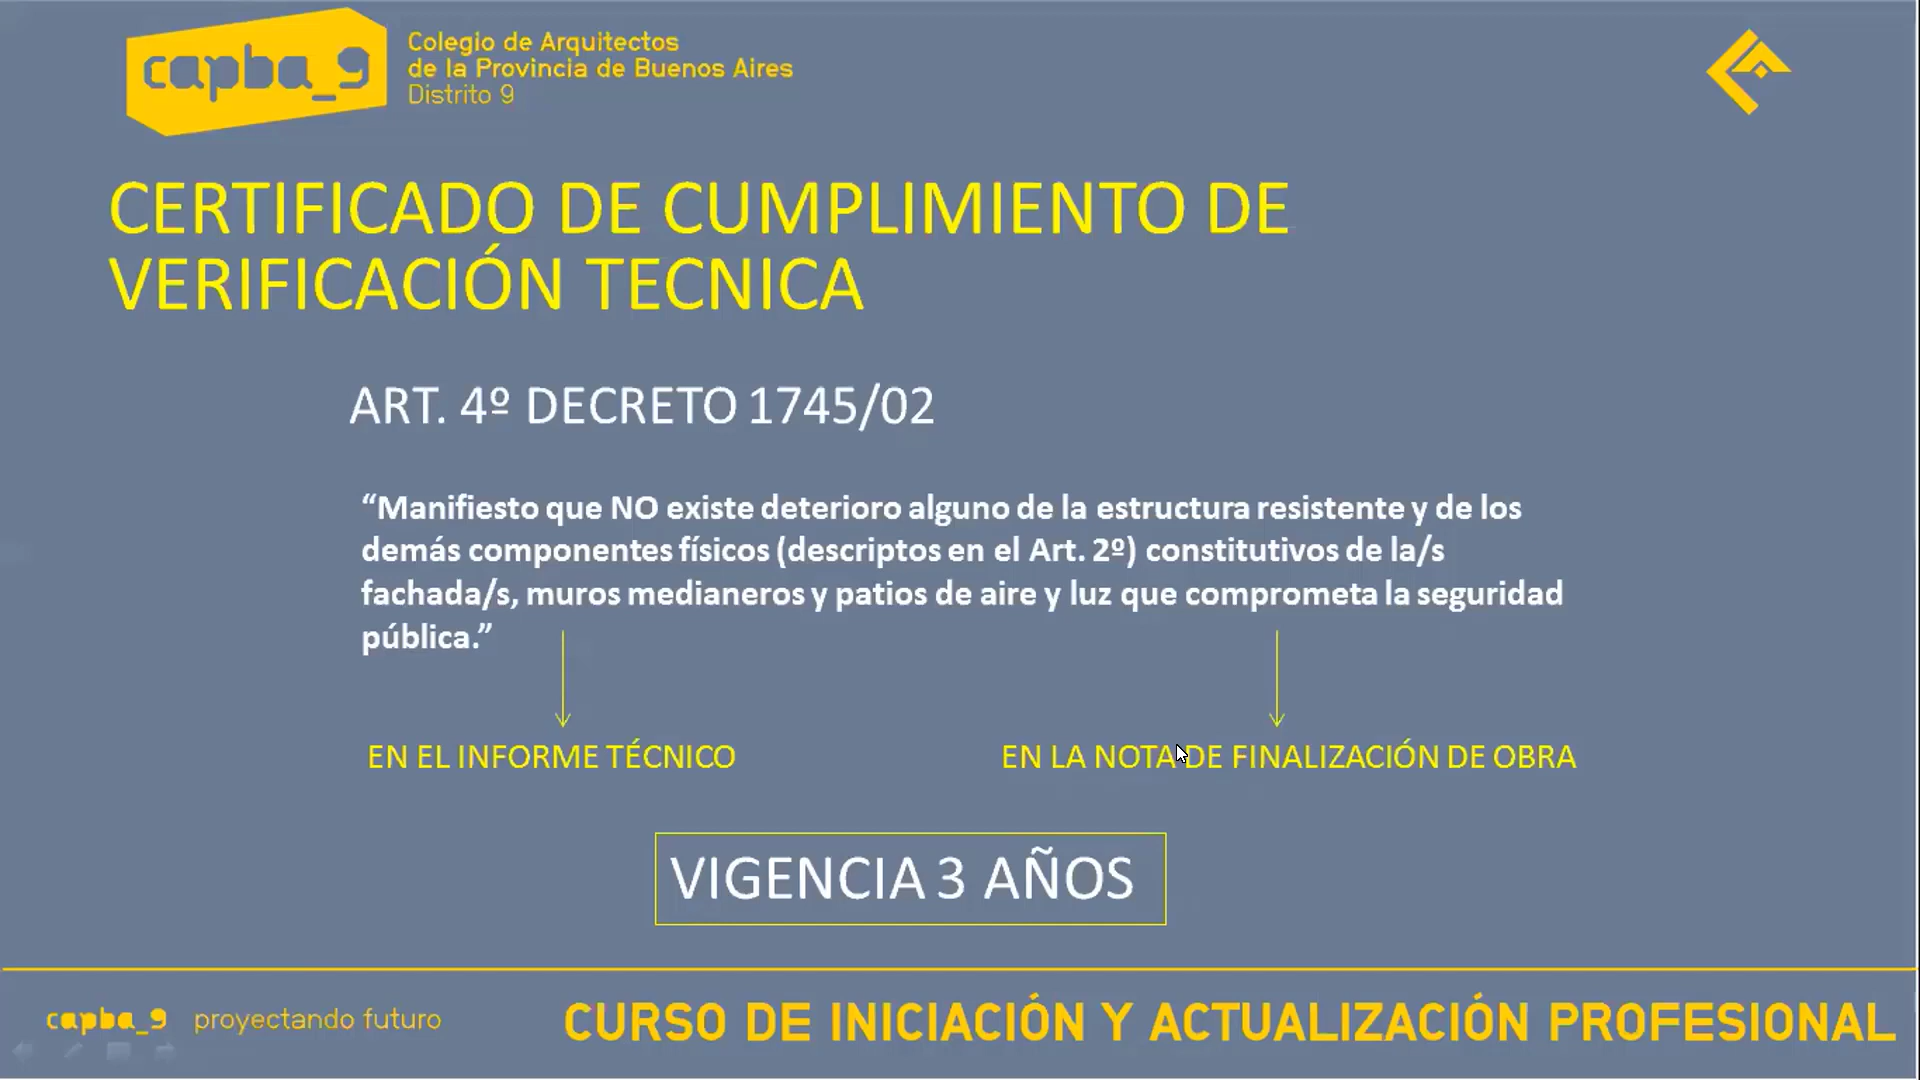 capba_9
Colegio de Arquitectos
de la Provincia de Buenos Aires
Distrito 9
CERTIFICADO DE CUMPLIMIENTO DE
VERIFICACIÓN TECNICA
ART. 4º DECRETO 1745/02
“Manifiesto que NO existe deterioro alguno de la estructura resistente y de los
demás componentes físicos (descriptos en el Art. 2º) constitutivos de la/s
fachada/s, muros medianeros y patios de aire y luz que comprometa la seguridad
pública.”
EN EL INFORME TÉCNICO
EN LA NOTA DE FINALIZACIÓN DE OBRA
VIGENCIA 3 AÑOS
capba_9 proyectando futuro
CURSO DE INICIACIÓN Y ACTUALIZACIÓN PROFESIONAL